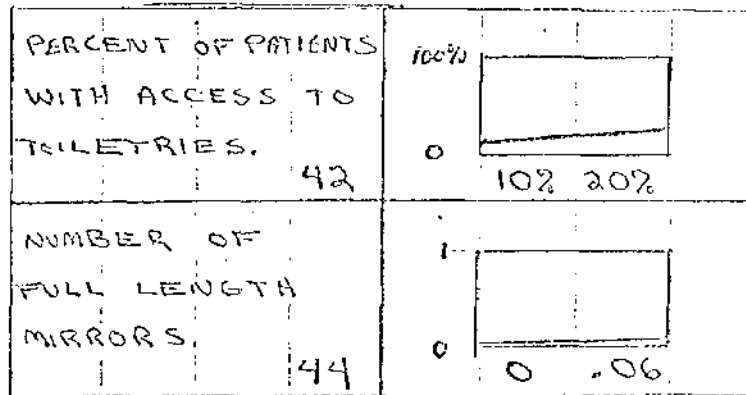 PERCENT OF PATIENTS
WITH ACCESS TO
TOILETRIES.
42
100%
0
10% 20%
NUMBER OF
FULL LENGTH
MIRRORS.
44
1
0
0 .06